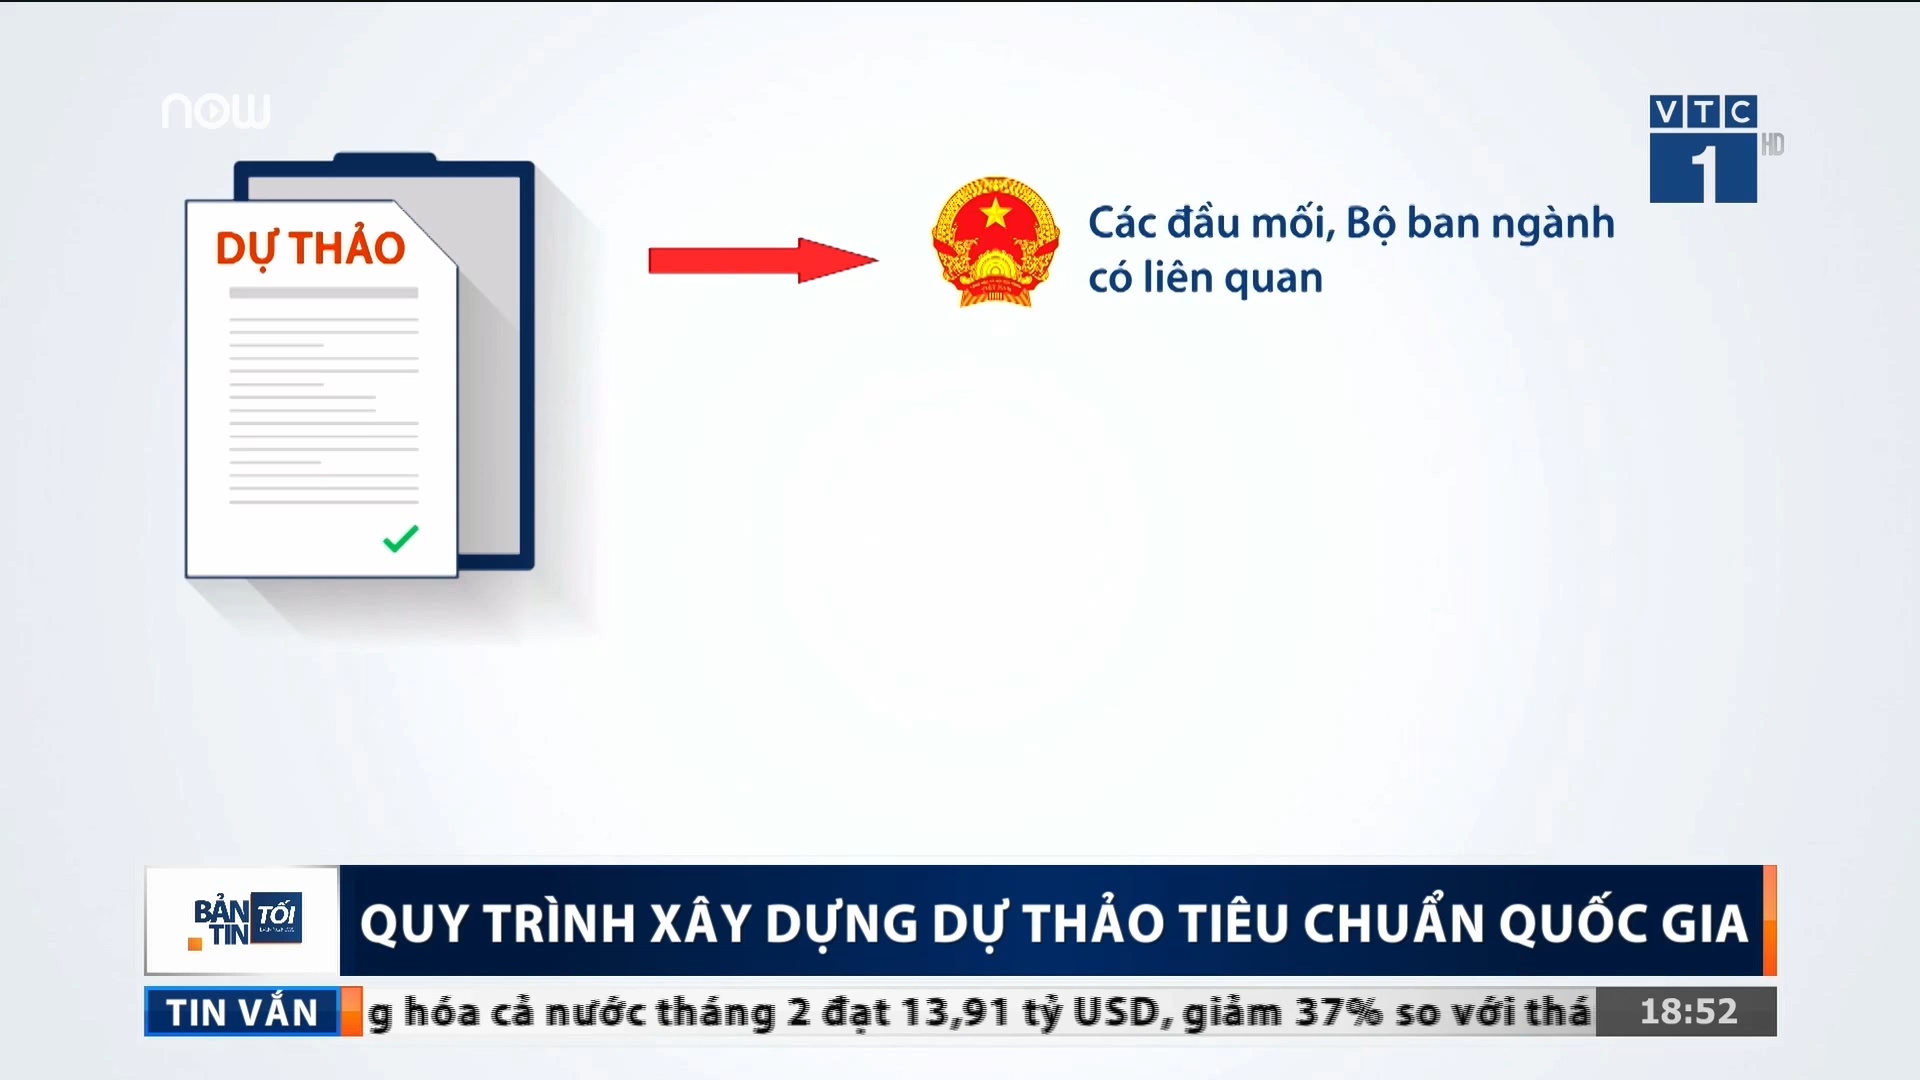 now
VTC
1
HD
DỰ THẢO
Các đầu mối, Bộ ban ngành
có liên quan
BẢN TIN
TỐI
QUY TRÌNH XÂY DỰNG DỰ THẢO TIÊU CHUẨN QUỐC GIA
TIN VẮN
g hóa cả nước tháng 2 đạt 13,91 tỷ USD, giảm 37% so với thá
18:52